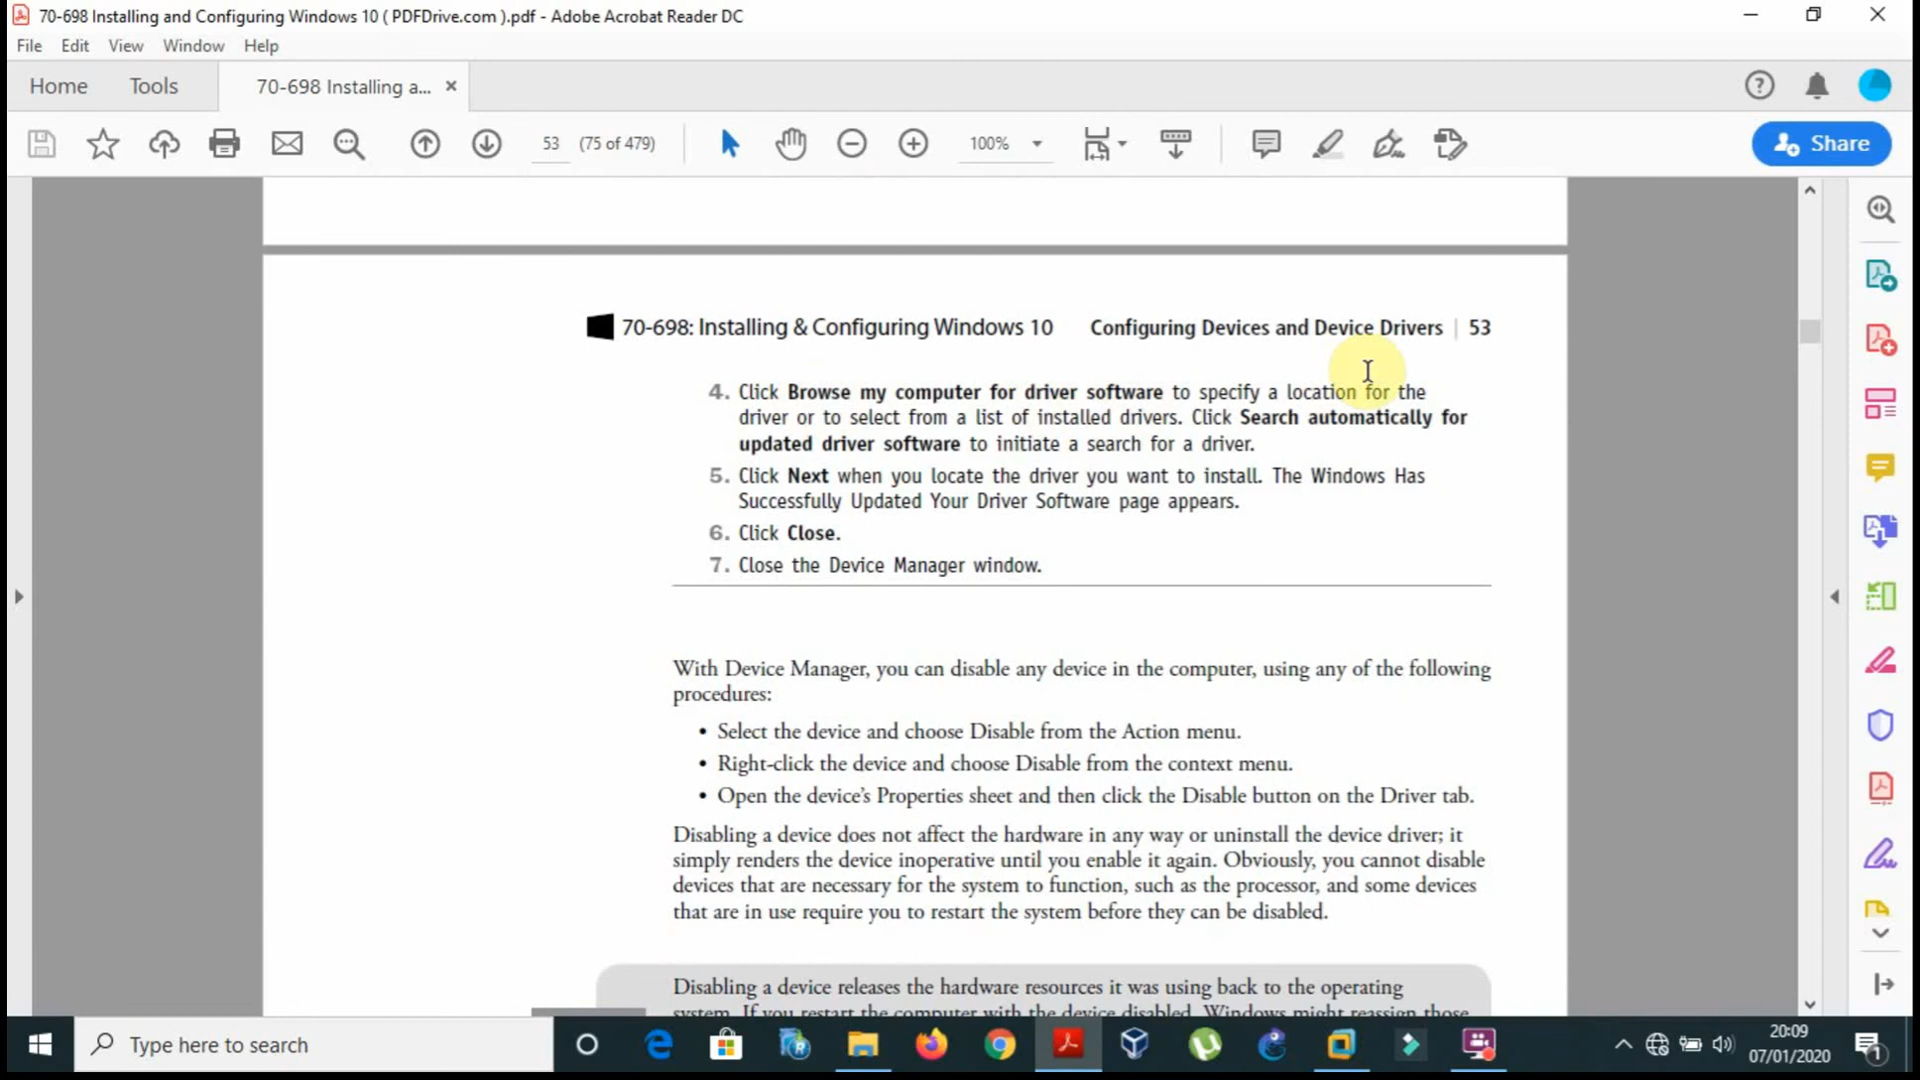 70-698 Installing and Configuring Windows 10 ( PDFDrive.com ).pdf - Adobe Acrobat Reader DC
File Edit View Window Help
Home Tools 70-698 Installing a... ×
53 (75 of 479) 100% Share
70-698: Installing & Configuring Windows 10 Configuring Devices and Device Drivers | 53
4. Click Browse my computer for driver software to specify a location for the
driver or to select from a list of installed drivers. Click Search automatically for
updated driver software to initiate a search for a driver.
5. Click Next when you locate the driver you want to install. The Windows Has
Successfully Updated Your Driver Software page appears.
6. Click Close.
7. Close the Device Manager window.
With Device Manager, you can disable any device in the computer, using any of the following
procedures:
• Select the device and choose Disable from the Action menu.
• Right-click the device and choose Disable from the context menu.
• Open the device's Properties sheet and then click the Disable button on the Driver tab.
Disabling a device does not affect the hardware in any way or uninstall the device driver; it
simply renders the device inoperative until you enable it again. Obviously, you cannot disable
devices that are necessary for the system to function, such as the processor, and some devices
that are in use require you to restart the system before they can be disabled.
Disabling a device releases the hardware resources it was using back to the operating
system. If you restart the computer with the device disabled, Windows might reassign those
Type here to search
20:09
07/01/2020
1